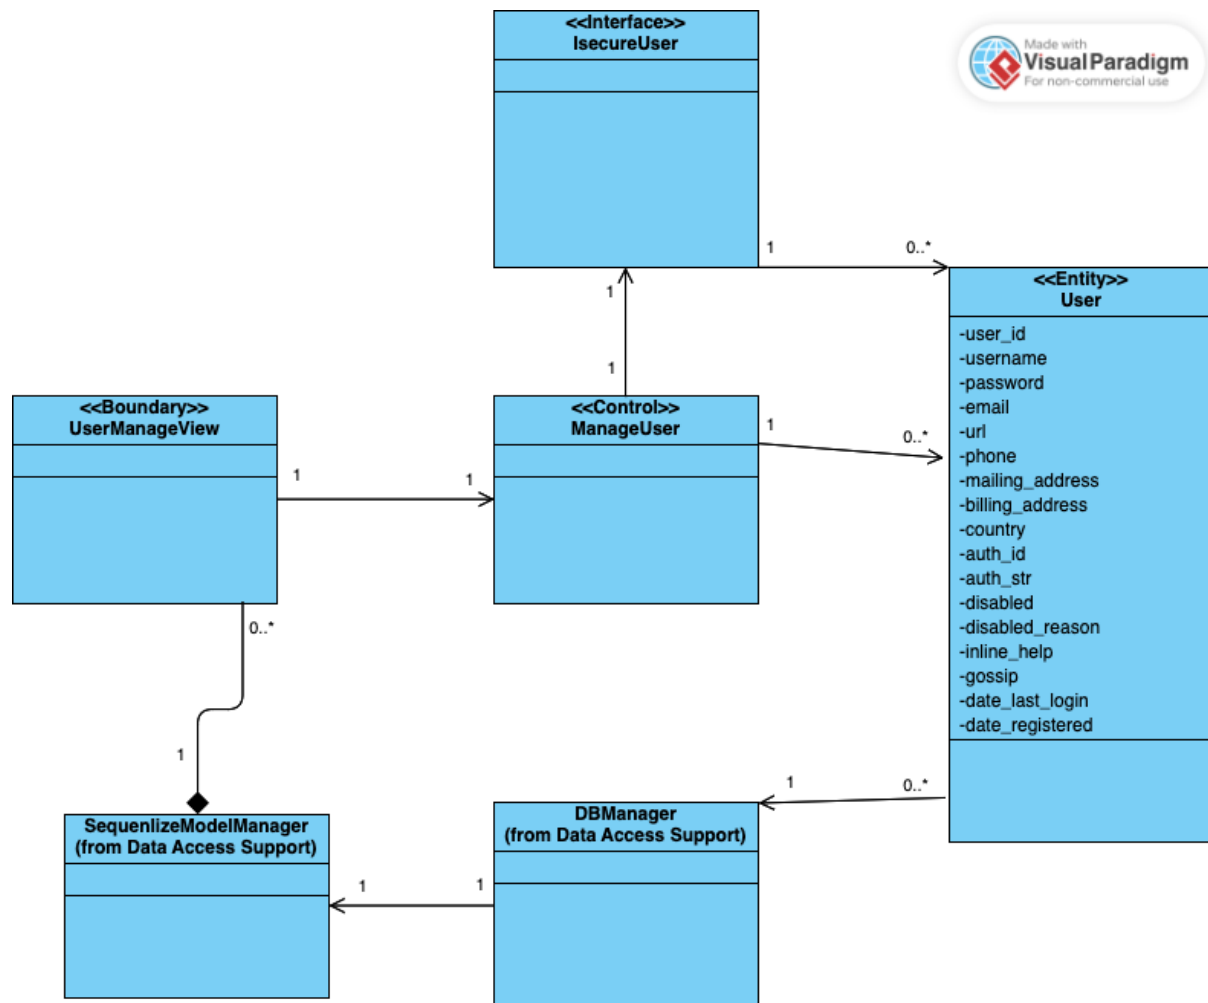 <<Interface>>
IsecureUser
Made with
VisualParadigm
For non-commercial use
1
0..*
1
1
<<Entity>>
User
-user_id
-username
-password
-email
-url
-phone
-mailing_address
-billing_address
-country
-auth_id
-auth_str
-disabled
-disabled_reason
-inline_help
-gossip
-date_last_login
-date_registered
<<Boundary>>
UserManageView
<<Control>>
ManageUser
1
0..*
1
1
0..*
1
1
0..*
SequenlizeModelManager
(from Data Access Support)
DBManager
(from Data Access Support)
1
1